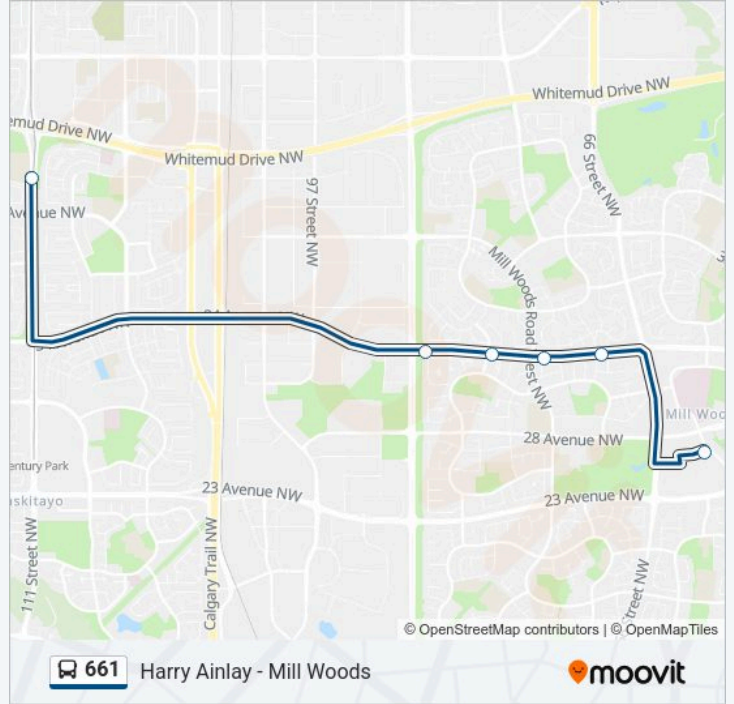 Whitemud Drive NW
emud Drive NW
Whitemud Drive NW
66 Street NW
97 Street NW
Avenue NW
Mill Woods Road
est NW
Mill Woo
28 Avenue NW
entury Park
askitayo
23 Avenue NW
23 Avenue NW
111 Street NW
Calgary Trail NW
treet NW
© OpenStreetMap contributors | © OpenMapTiles
661 Harry Ainlay - Mill Woods
moovit